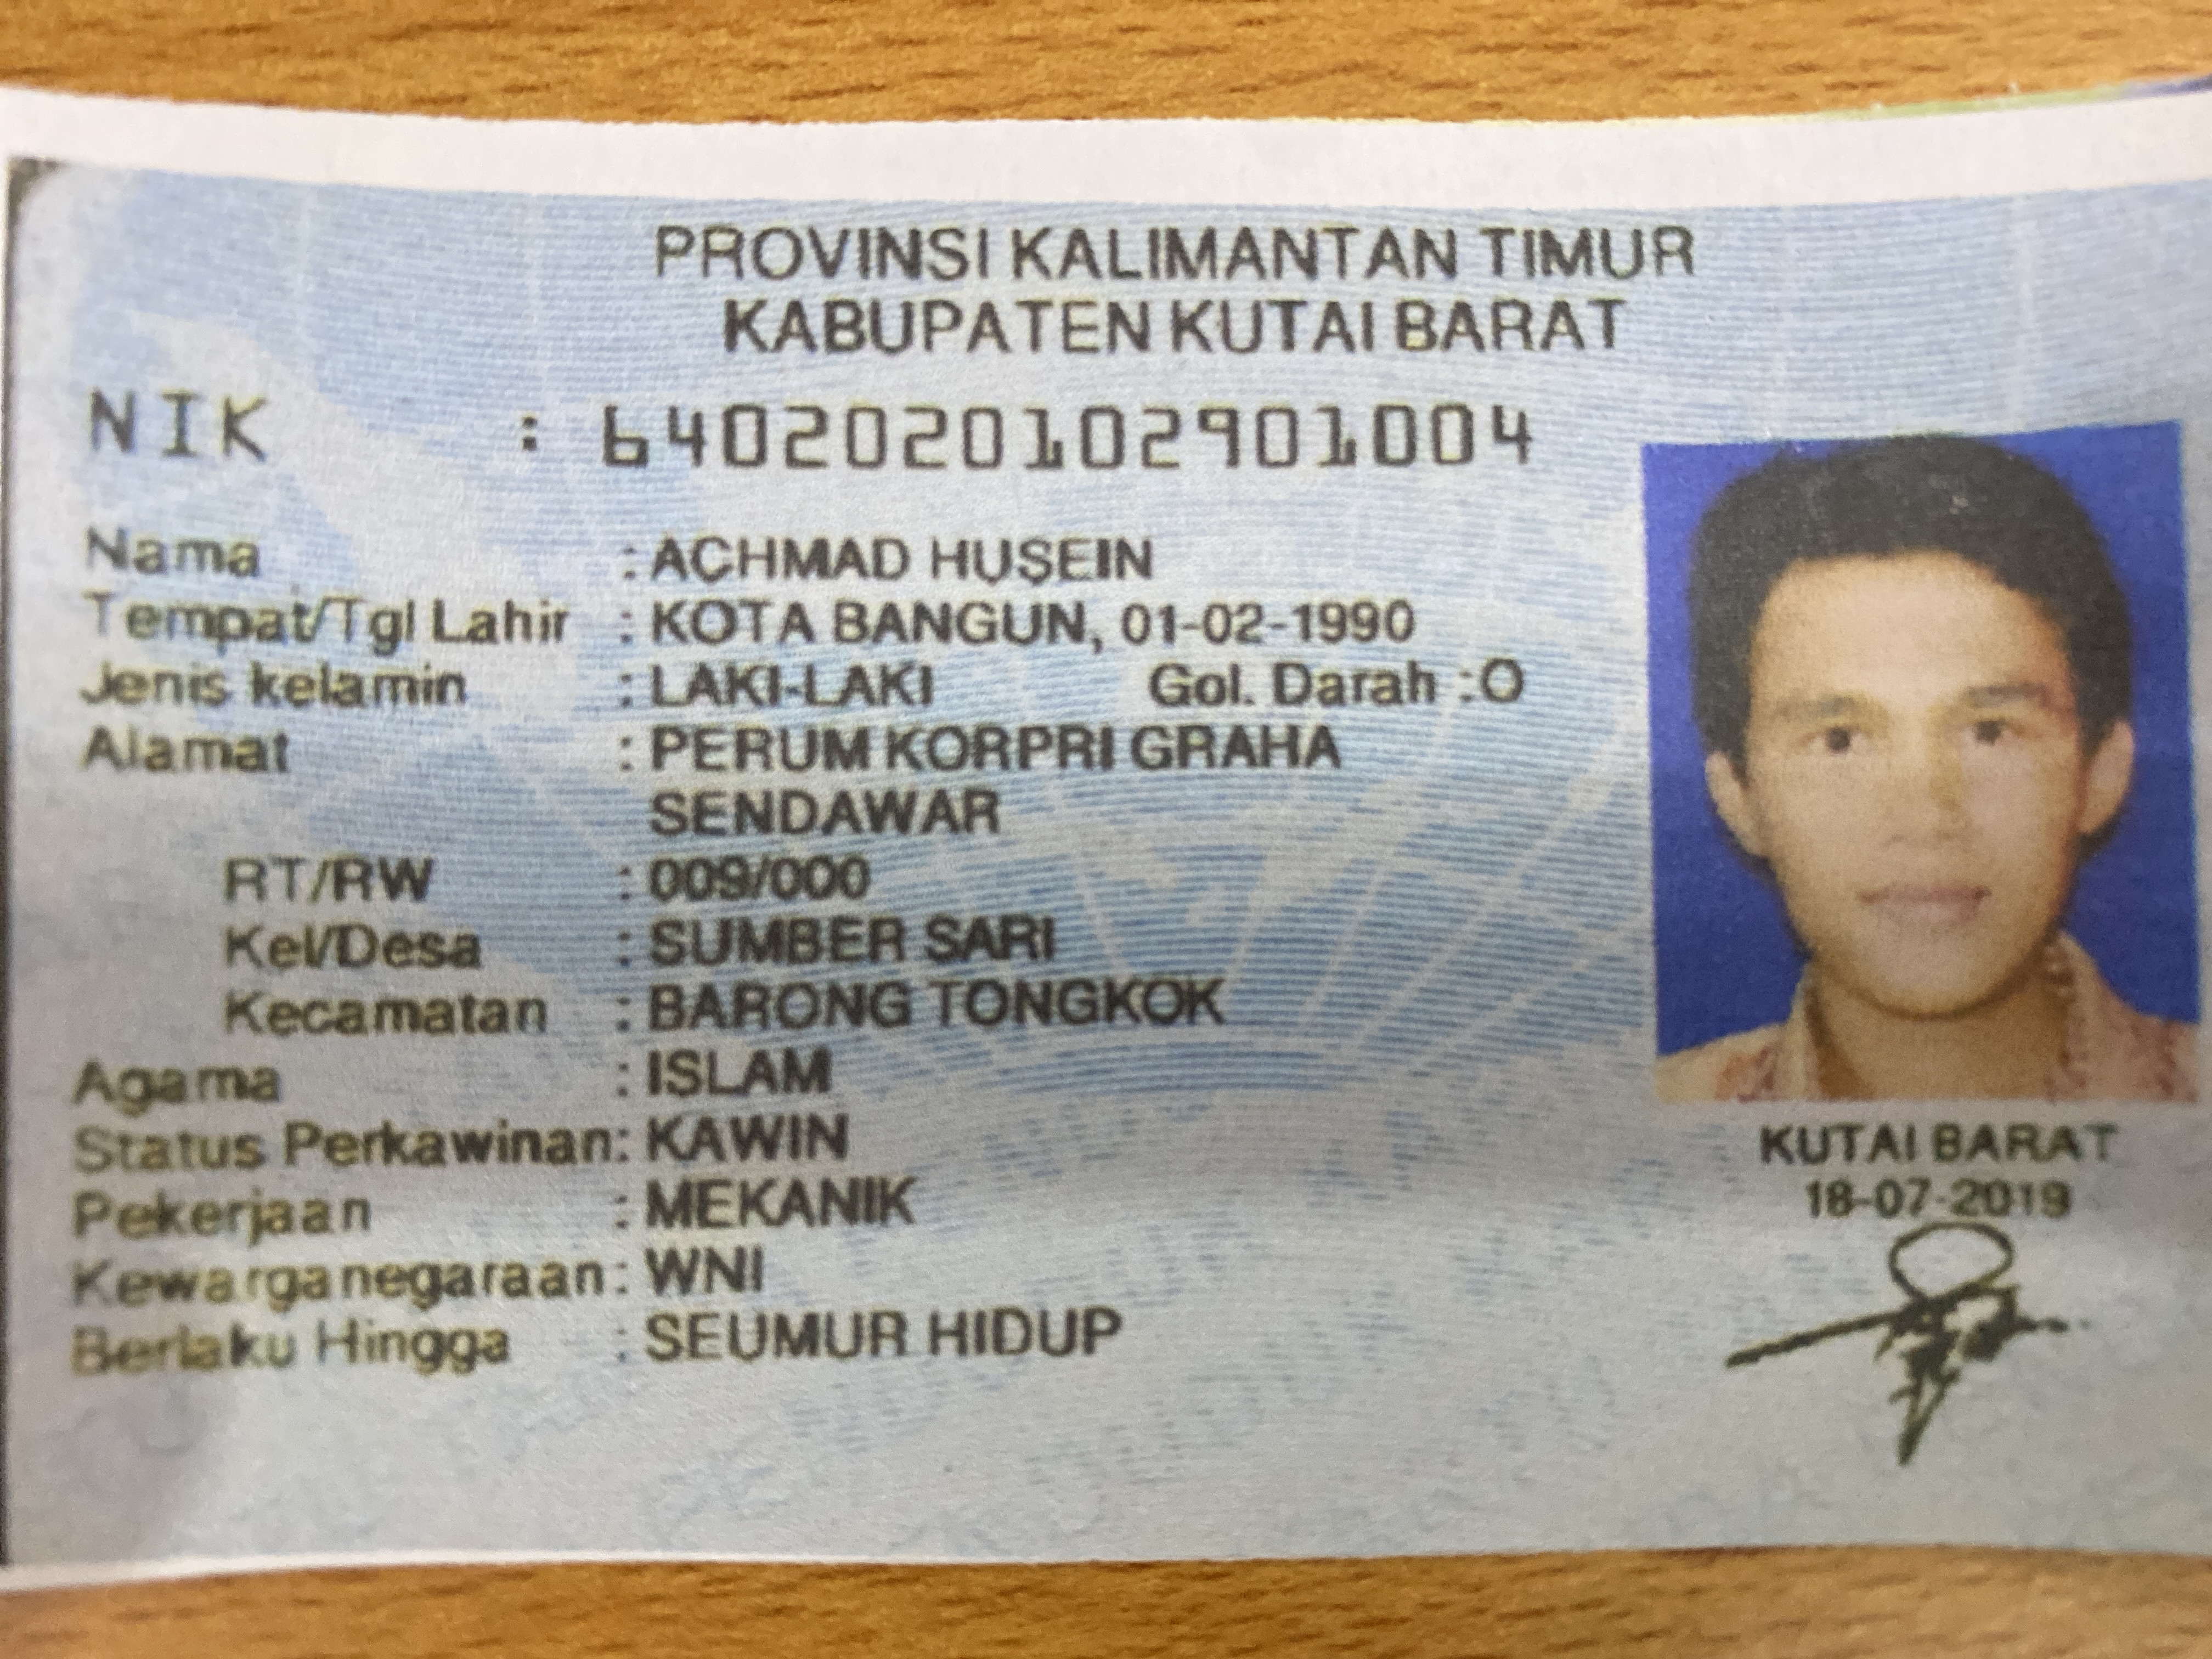 PROVINSI KALIMANTAN TIMUR
KABUPATEN KUTAI BARAT
NIK : 6402020102901004
Nama : ACHMAD HUSEIN
Tempat/Tgl Lahir : KOTA BANGUN, 01-02-1990
Jenis kelamin : LAKI-LAKI Gol. Darah : O
Alamat : PERUM KORPRI GRAHA
SENDAWAR
RT/RW : 009/000
Kel/Desa : SUMBER SARI
Kecamatan : BARONG TONGKOK
Agama : ISLAM
Status Perkawinan: KAWIN
Pekerjaan : MEKANIK
Kewarganegaraan: WNI
Berlaku Hingga : SEUMUR HIDUP
KUTAI BARAT
18-07-2019